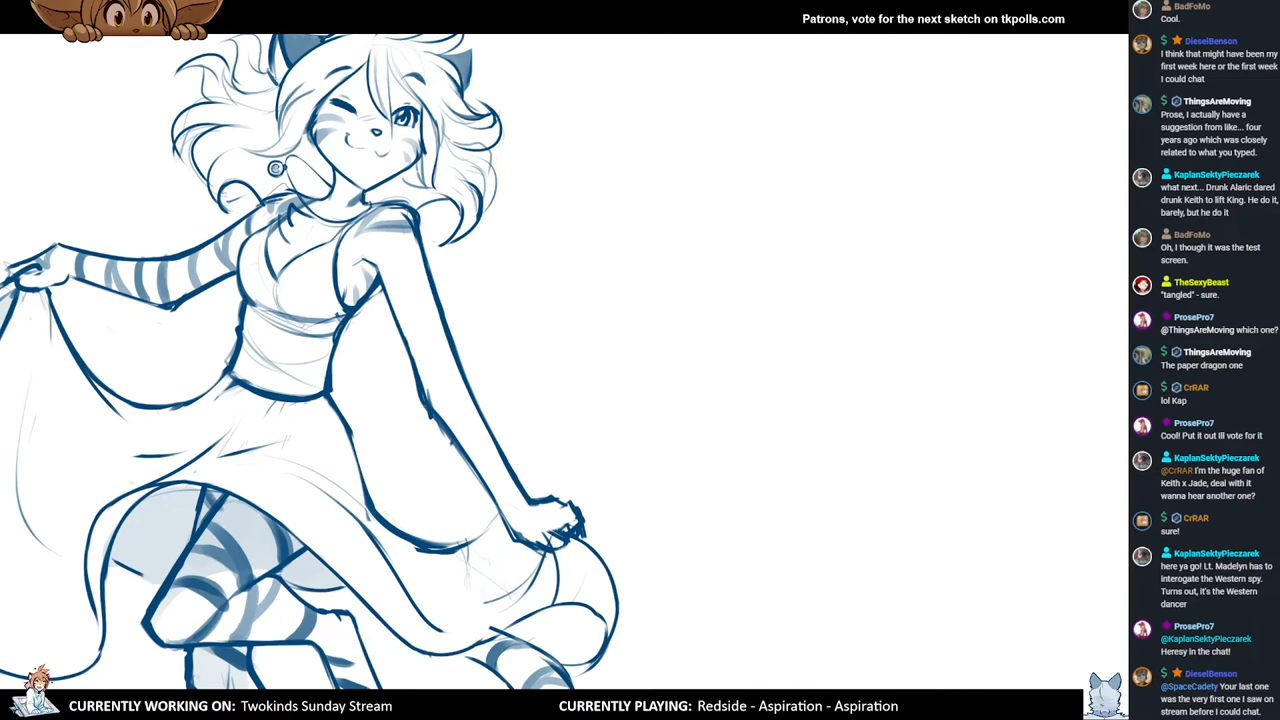 Patrons, vote for the next sketch on tkpolls.com
BadFoMo
Cool.
DieselBenson
I think that might have been my
first week here or the first week
I could chat
ThingsAreMoving
Prose, I actually have a
suggestion from like... four
years ago which was closely
related to what you typed.
KaplanSektyPieczarek
what next... Drunk Alaric dared
drunk Keith to lift King. He do it,
barely, but he do it
BadFoMo
Oh, I though it was the test
screen.
TheSexyBeast
"tangled" - sure.
ProsePro7
@ThingsAreMoving which one?
ThingsAreMoving
The paper dragon one
CrRAR
lol Kap
ProsePro7
Cool! Put it out Ill vote for it
KaplanSektyPieczarek
@CrRAR I'm the huge fan of
Keith x Jade, deal with it
wanna hear another one?
CrRAR
sure!
KaplanSektyPieczarek
here ya go! Lt. Madelyn has to
interogate the Western spy.
Turns out, it's the Western
dancer
ProsePro7
@KaplanSektyPieczarek
Heresy in the chat!
DieselBenson
@SpaceCadety Your last one
was the very first one I saw on
stream before I could chat.
CURRENTLY WORKING ON: Twokinds Sunday Stream
CURRENTLY PLAYING: Redside - Aspiration - Aspiration